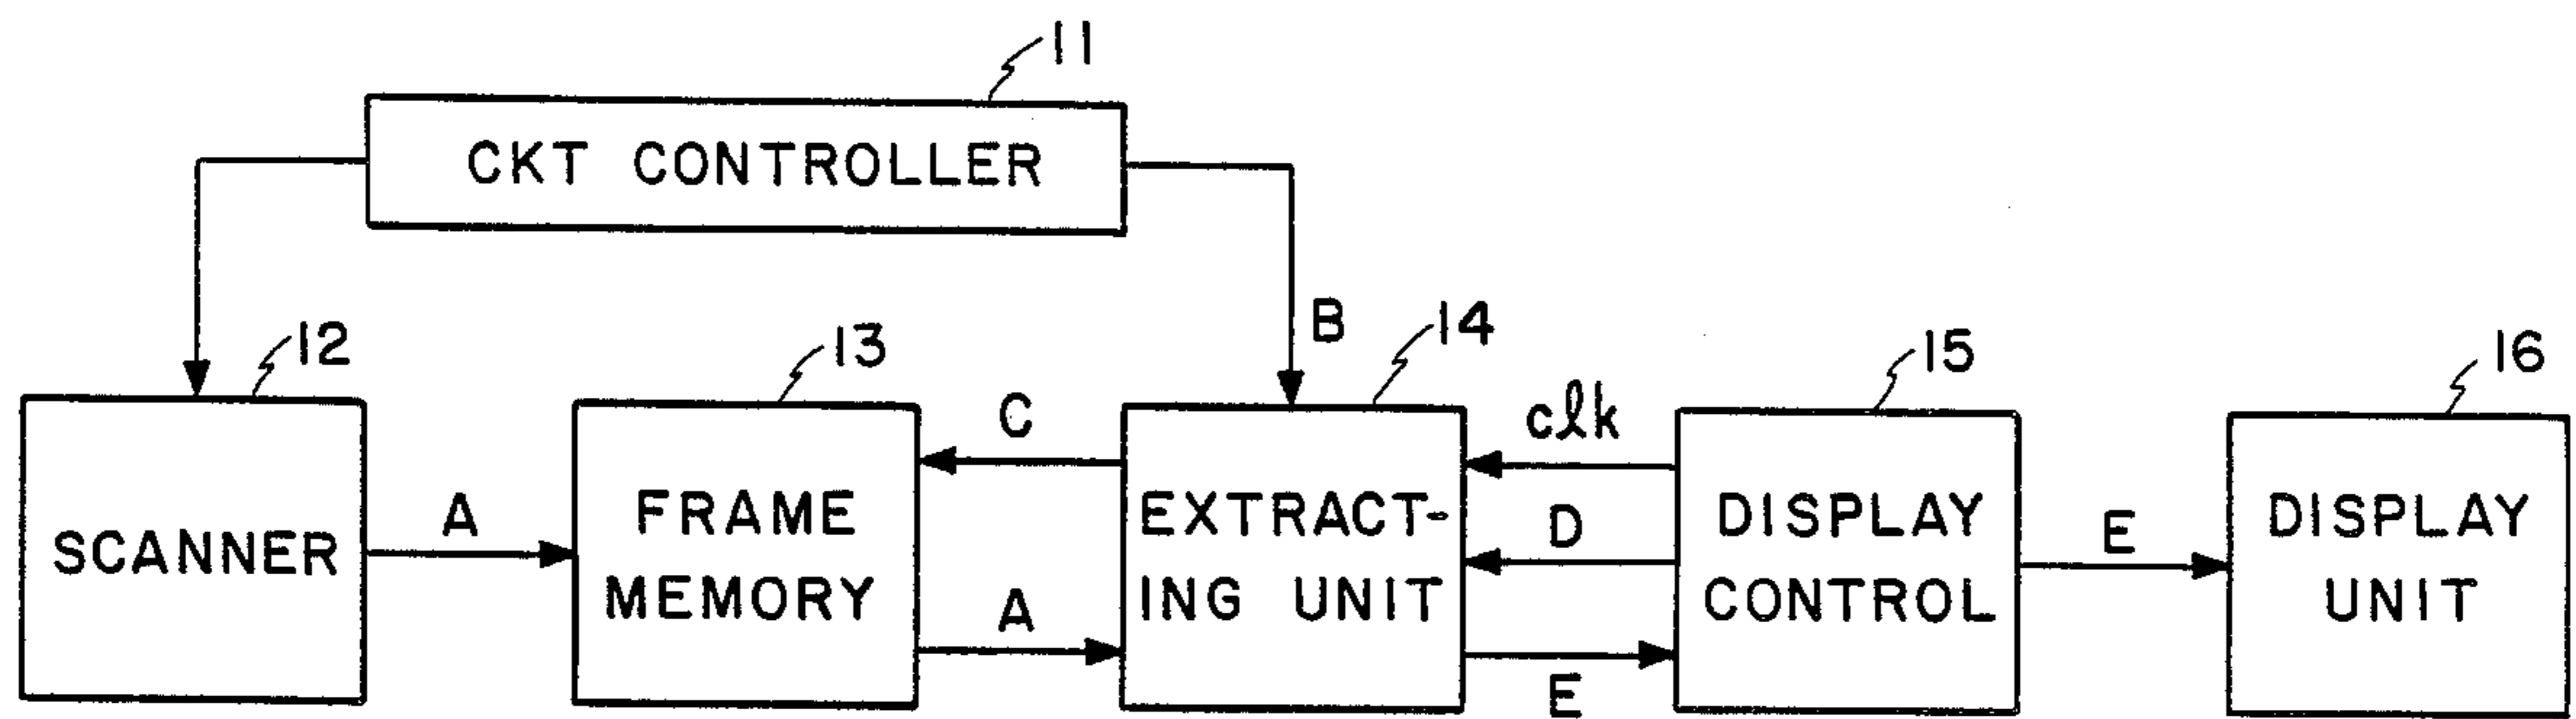 11
CKT CONTROLLER
B
12
13
14
15
16
SCANNER
A
C
FRAME
MEMORY
A
EXTRACT-
ING UNIT
clk
D
E
DISPLAY
CONTROL
E
DISPLAY
UNIT